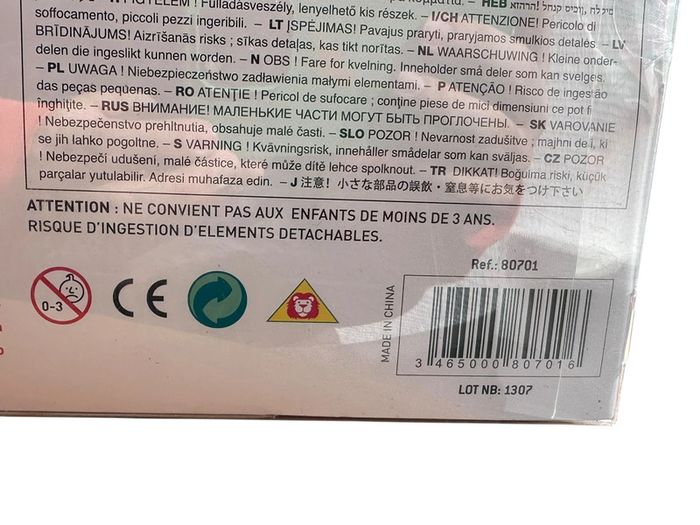 HŰTELEM ! Fulladásveszély, lenyelhető kis részek. – I/CH ATTENZIONE! Pericolo di
soffocamento, piccoli pezzi ingeribili. – LT ĮSPĖJIMAS! Pavajus praryti, praryjamos smulkios detalės – LV
BRĪDINĀJUMS! Aizrīšanās risks ; sīkas detaļas, kas tikt norītas. – NL WAARSCHUWING ! Kleine onder-
delen die ingeslikt kunnen worden. – N OBS ! Fare for kvelning. Inneholder små deler som kan svelges.
– PL UWAGA ! Niebezpieczeństwo zadławienia małymi elementami. – P ATENÇÃO ! Risco de ingestão
das peças pequenas. – RO ATENŢIE ! Pericol de sufocare ; conţine piese de mici dimensiuni ce pot fi
înghiţite. – RUS ВНИМАНИЕ! МАЛЕНЬКИЕ ЧАСТИ МОГУТ БЫТЬ ПРОГЛОЧЕНЫ. – SK VAROVANIE
! Nebezpečenstvo prehltnutia, obsahuje malé časti. – SLO POZOR ! Nevarnost zadušitve ; majhni de i, ki
se jih lahko pogoltne. – S VARNING ! Kvävningsrisk, innehåller smådelar som kan sväljas. – CZ POZOR
! Nebezpečí udušení, malé částice, které může dítě lehce spolknout. – TR DIKKAT! Boğuima riski, küçük
parçalar yutulabilir. Adresi muhafaza edin. – J 注意! 小さな部品の誤飲・窒息等にお気をつけ下さい
ATTENTION : NE CONVIENT PAS AUX ENFANTS DE MOINS DE 3 ANS.
RISQUE D'INGESTION D'ELEMENTS DETACHABLES.
0-3
CE
Ref.: 80701
MADE IN CHINA
3 465000 807016
LOT NB: 1307